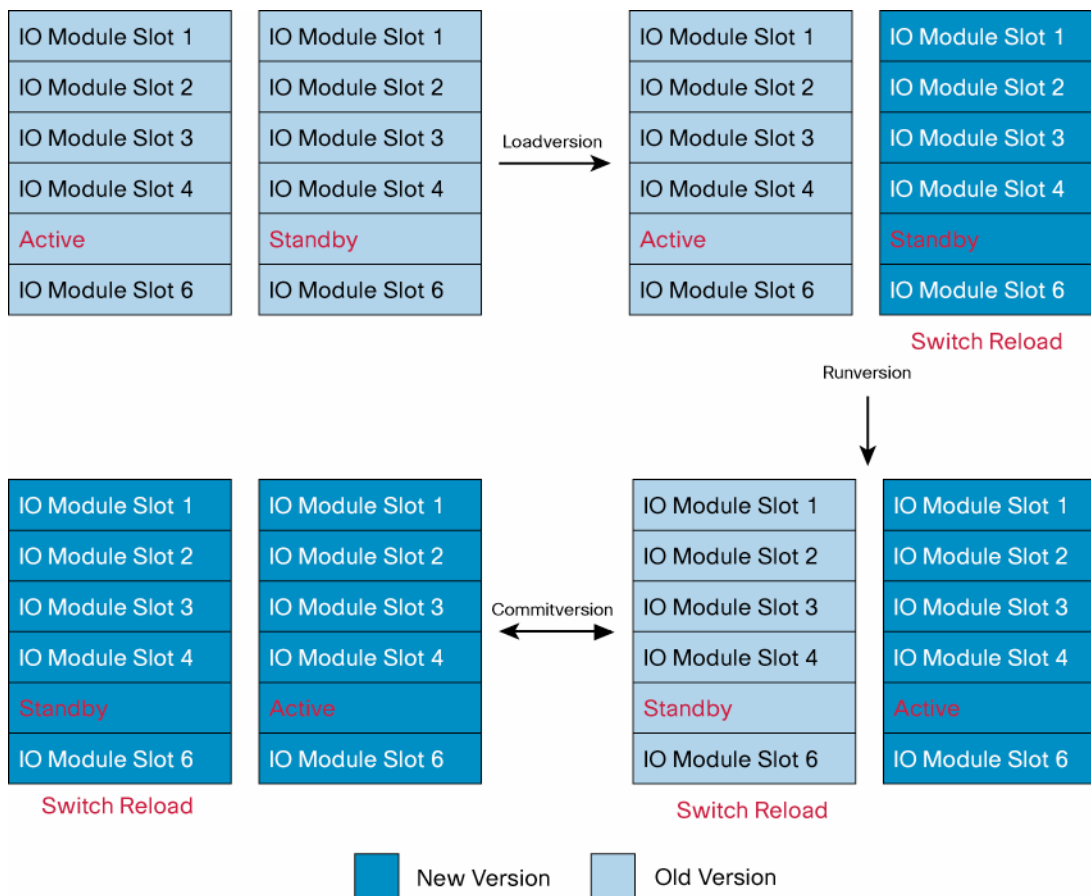 IO Module Slot 1
IO Module Slot 2
IO Module Slot 3
IO Module Slot 4
Active
IO Module Slot 6
IO Module Slot 1
IO Module Slot 2
IO Module Slot 3
IO Module Slot 4
Standby
IO Module Slot 6
Loadversion
IO Module Slot 1
IO Module Slot 2
IO Module Slot 3
IO Module Slot 4
Active
IO Module Slot 6
IO Module Slot 1
IO Module Slot 2
IO Module Slot 3
IO Module Slot 4
Standby
IO Module Slot 6
Switch Reload
Runversion
IO Module Slot 1
IO Module Slot 2
IO Module Slot 3
IO Module Slot 4
Standby
IO Module Slot 6
Switch Reload
IO Module Slot 1
IO Module Slot 2
IO Module Slot 3
IO Module Slot 4
Active
IO Module Slot 6
Commitversion
IO Module Slot 1
IO Module Slot 2
IO Module Slot 3
IO Module Slot 4
Standby
IO Module Slot 6
Switch Reload
IO Module Slot 1
IO Module Slot 2
IO Module Slot 3
IO Module Slot 4
Active
IO Module Slot 6
New Version
Old Version